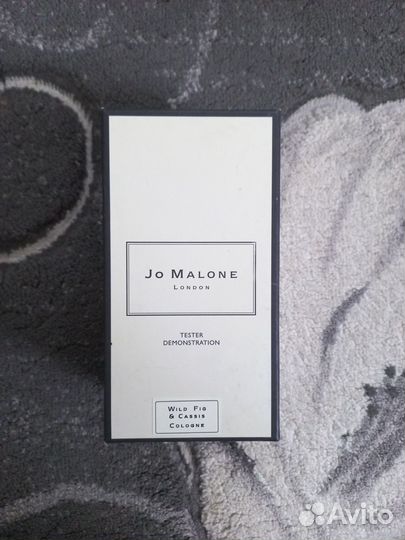 Jo Malone
London
TESTER
DEMONSTRATION
Wild Fig
& Cassis
Cologne
Avito